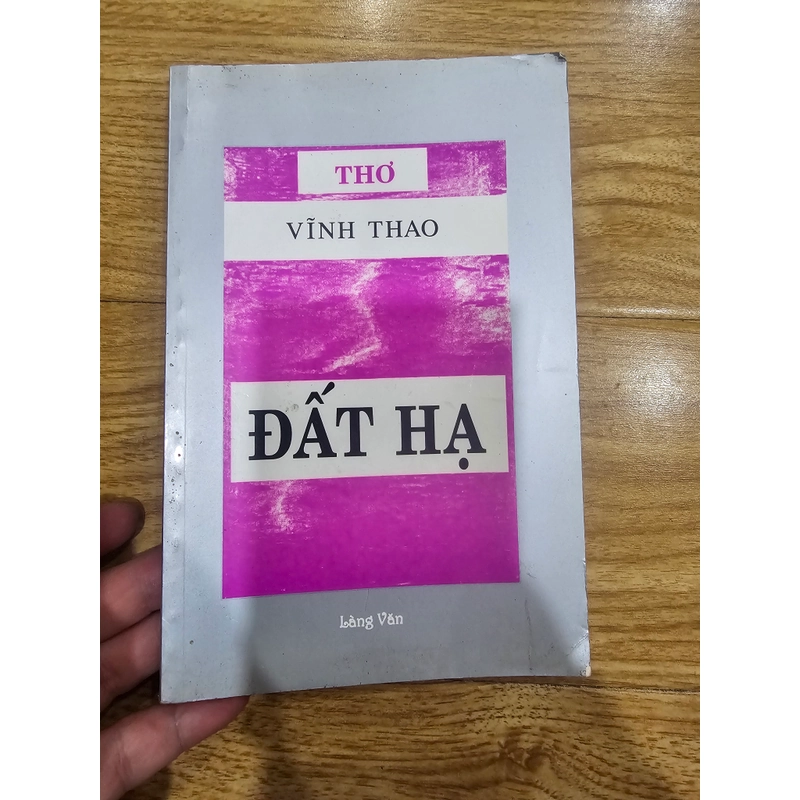 THƠ
VĨNH THAO
ĐẤT HẠ
Làng Văn